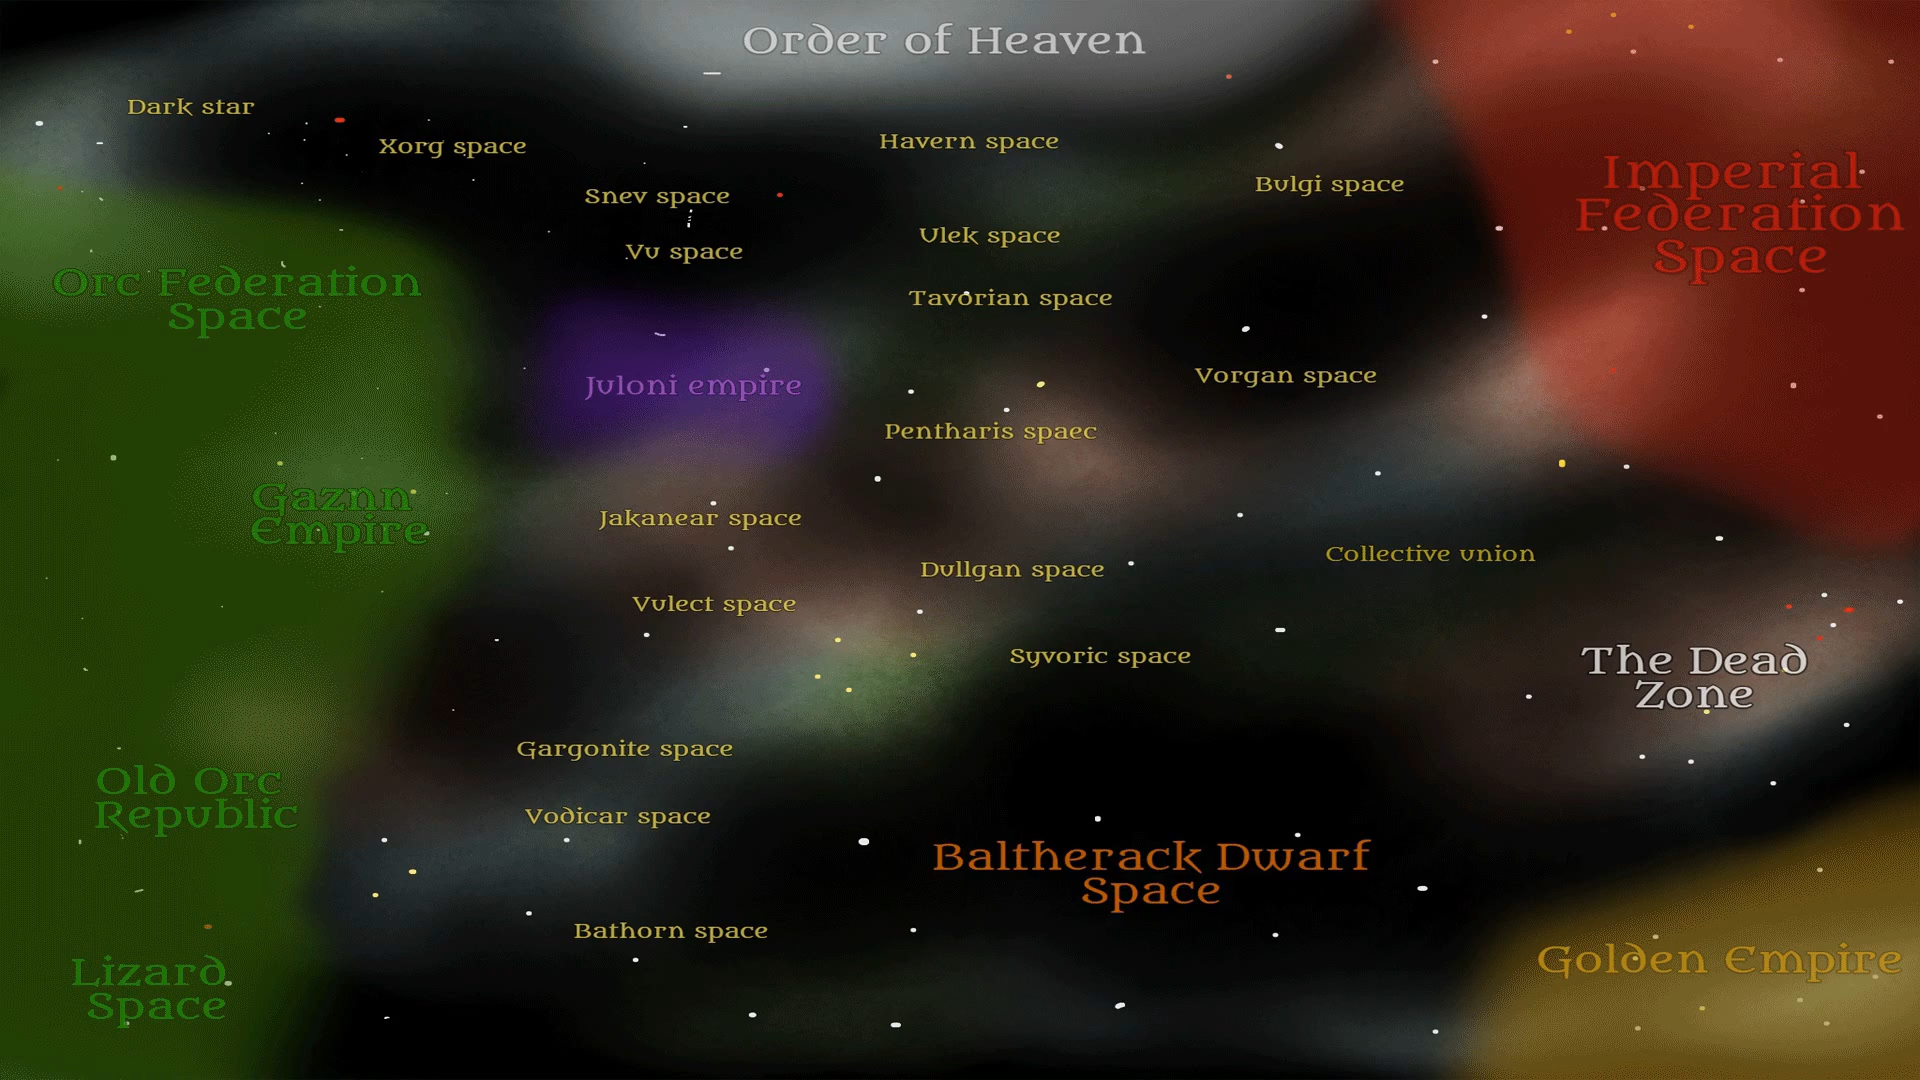 Order of Heaven
Dark star
Xorg space
Havern space
Snev space
Bulgi space
Imperial
Federation
Space
Vu space
Ulek space
Orc Federation
Space
Tavorian space
Juloni empire
Vorgan space
Pentharis spaec
Gaznn
Empire
Jakanear space
Collective union
Dullgan space
Vulect space
Syvoric space
The Dead
Zone
Gargonite space
Old Orc
Republic
Vodicar space
Baltherack Dwarf
Space
Bathorn space
Golden Empire
Lizard
Space